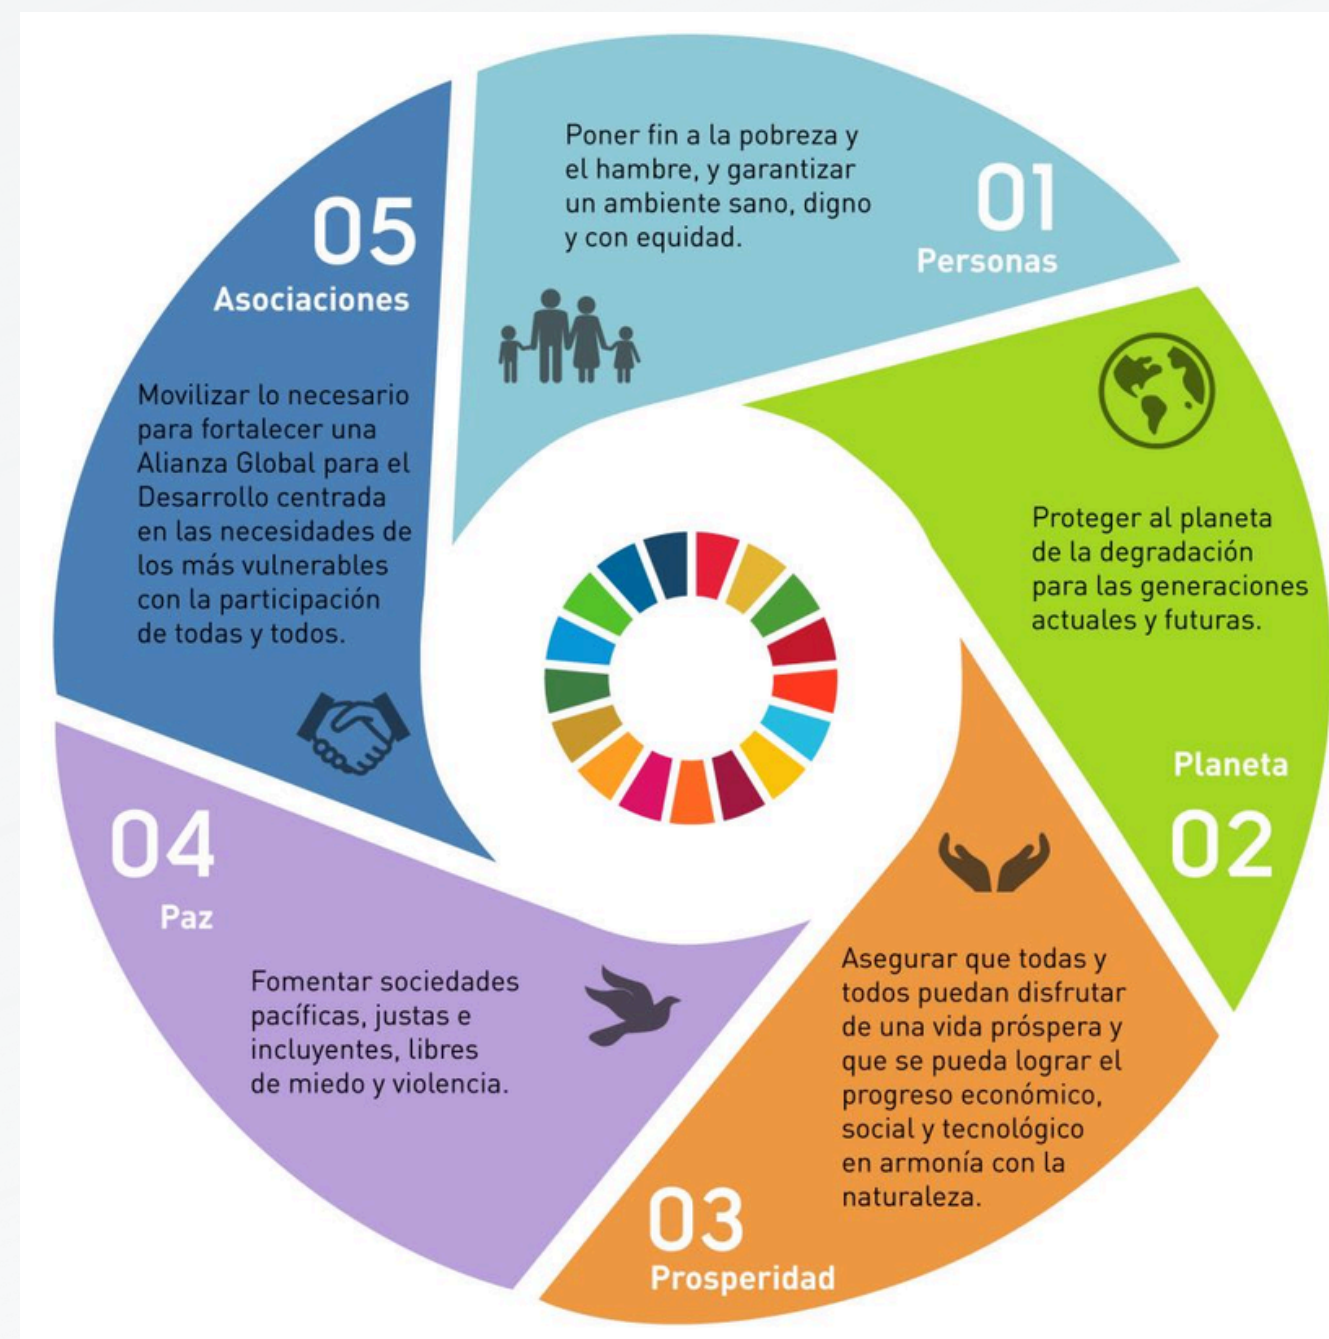 Poner fin a la pobreza y
el hambre, y garantizar
un ambiente sano, digno
y con equidad.
01
Personas
Proteger al planeta
de la degradación
para las generaciones
actuales y futuras.
Planeta
02
Asegurar que todas y
todos puedan disfrutar
de una vida próspera y
que se pueda lograr el
progreso económico,
social y tecnológico
en armonía con la
naturaleza.
03
Prosperidad
04
Paz
Fomentar sociedades
pacíficas, justas e
incluyentes, libres
de miedo y violencia.
05
Asociaciones
Movilizar lo necesario
para fortalecer una
Alianza Global para el
Desarrollo centrada
en las necesidades de
los más vulnerables
con la participación
de todas y todos.